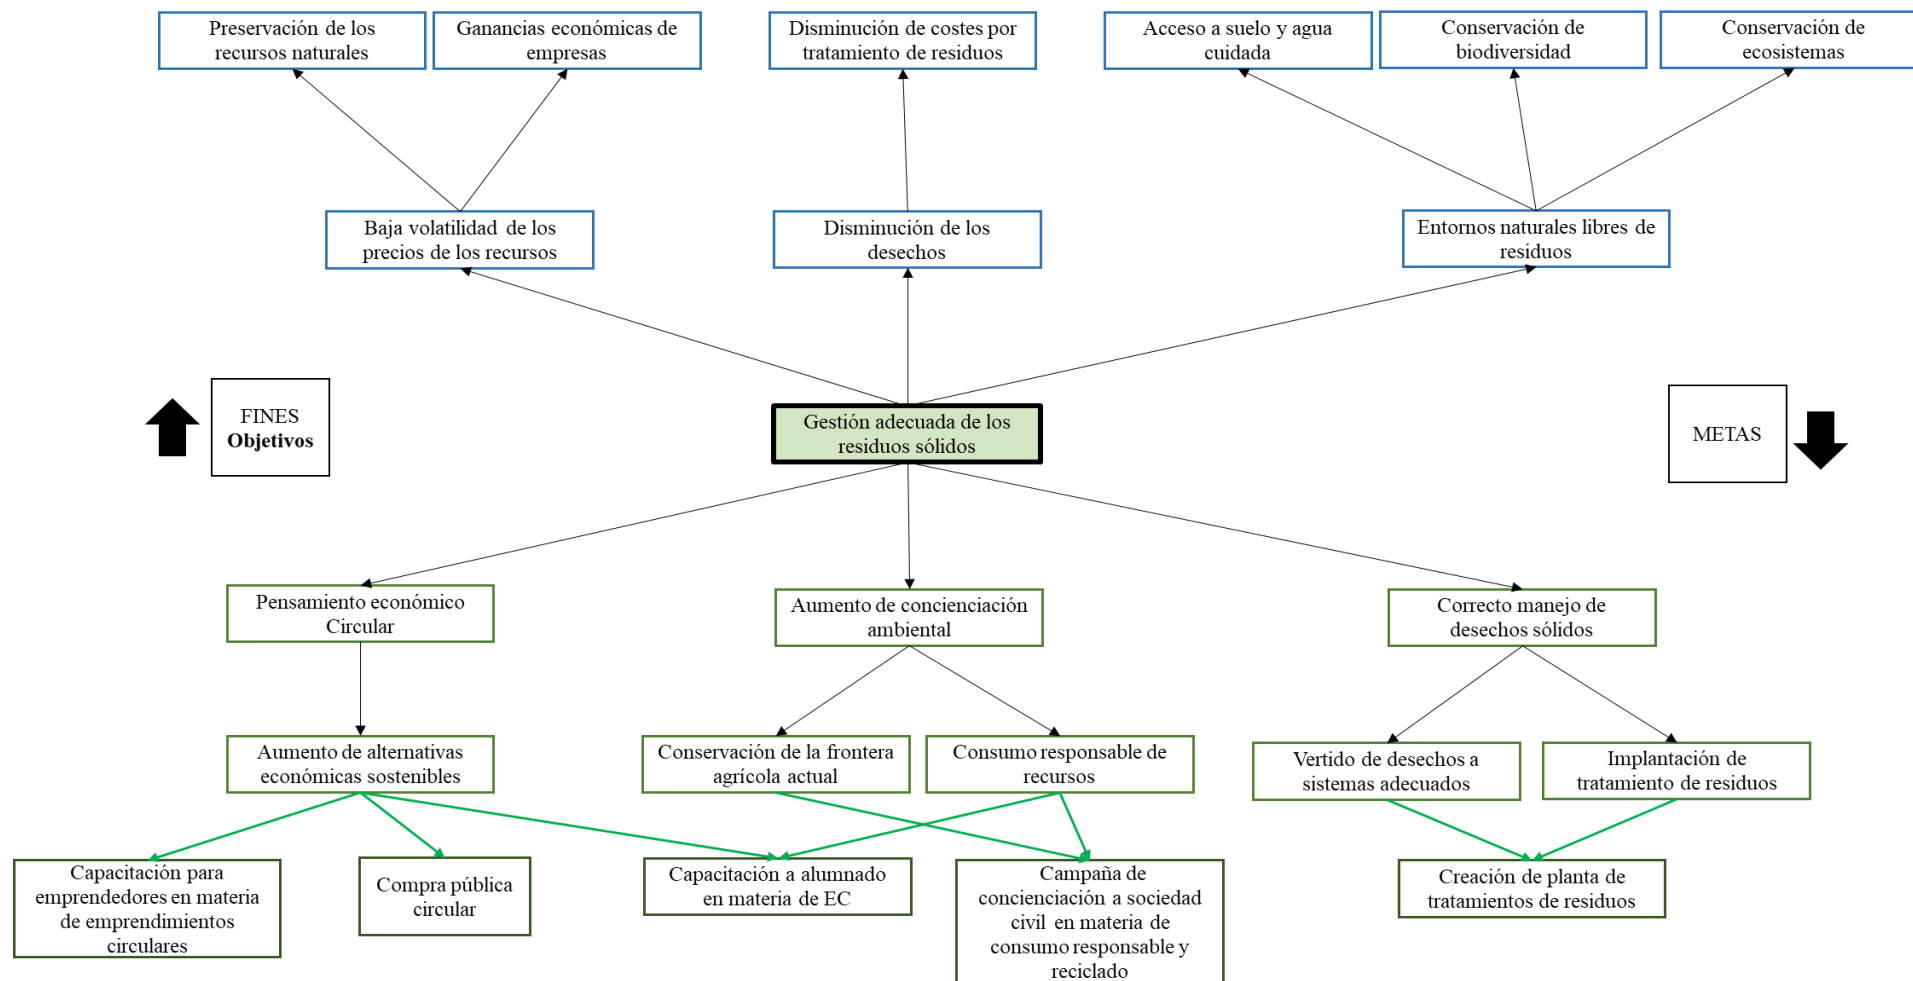 Preservación de los
recursos naturales
Ganancias económicas de
empresas
Disminución de costes por
tratamiento de residuos
Acceso a suelo y agua
cuidada
Conservación de
biodiversidad
Conservación de
ecosistemas
Baja volatilidad de los
precios de los recursos
Disminución de los
desechos
Entornos naturales libres de
residuos
FINES
Objetivos
Gestión adecuada de los
residuos sólidos
METAS
Pensamiento económico
Circular
Aumento de concienciación
ambiental
Correcto manejo de
desechos sólidos
Aumento de alternativas
económicas sostenibles
Conservación de la frontera
agrícola actual
Consumo responsable de
recursos
Vertido de desechos a
sistemas adecuados
Implantación de
tratamiento de residuos
Capacitación para
emprendedores en materia
de emprendimientos
circulares
Compra pública
circular
Capacitación a alumnado
en materia de EC
Campaña de
concienciación a sociedad
civil en materia de
consumo responsable y
reciclado
Creación de planta de
tratamientos de residuos